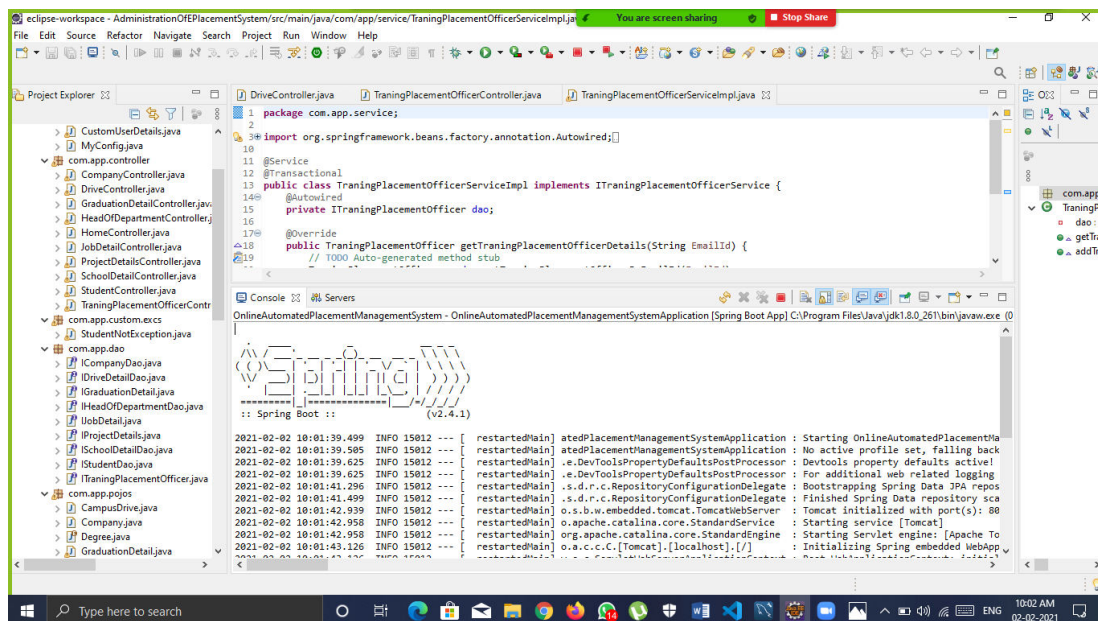 eclipse-workspace - AdministrationOfEPlacementSystem/src/main/java/com/app/service/TraningPlacementOfficerServiceImpl.ja
You are screen sharing
Stop Share
File Edit Source Refactor Navigate Search Project Run Window Help
Project Explorer
CustomUserDetails.java
MyConfig.java
com.app.controller
CompanyController.java
DriveController.java
GraduationDetailController.java
HeadOfDepartmentController.j
HomeController.java
JobDetailController.java
ProjectDetailsController.java
SchoolDetailController.java
StudentController.java
TraningPlacementOfficerContr
com.app.custom.excs
StudentNotException.java
com.app.dao
ICompanyDao.java
IDriveDetailDao.java
IGraduationDetail.java
IHeadOfDepartmentDao.java
IJobDetail.java
IProjectDetails.java
ISchoolDetailDao.java
IStudentDao.java
ITraningPlacementOfficer.java
com.app.pojos
CampusDrive.java
Company.java
Degree.java
GraduationDetail.java
DriveController.java TraningPlacementOfficerController.java TraningPlacementOfficerServiceImpl.java
1 package com.app.service;
2
3 import org.springframework.beans.factory.annotation.Autowired;
10
11 @Service
12 @Transactional
13 public class TraningPlacementOfficerServiceImpl implements ITraningPlacementOfficerService {
14 @Autowired
15 private ITraningPlacementOfficer dao;
16
17 @Override
18 public TraningPlacementOfficer getTraningPlacementOfficerDetails(String EmailId) {
19 // TODO Auto-generated method stub
Console Servers
OnlineAutomatedPlacementManagementSystem - OnlineAutomatedPlacementManagementSystemApplication [Spring Boot App] C:\Program Files\Java\jdk1.8.0_261\bin\javaw.exe (0
Spring
:: Spring Boot :: (v2.4.1)
2021-02-02 10:01:39.499 INFO 15012 --- [ restartedMain] atedPlacementManagementSystemApplication : Starting OnlineAutomatedPlacementMa
2021-02-02 10:01:39.505 INFO 15012 --- [ restartedMain] atedPlacementManagementSystemApplication : No active profile set, falling back
2021-02-02 10:01:39.625 INFO 15012 --- [ restartedMain] .e.DevToolsPropertyDefaultsPostProcessor : Devtools property defaults active!
2021-02-02 10:01:39.625 INFO 15012 --- [ restartedMain] .e.DevToolsPropertyDefaultsPostProcessor : For additional web related logging
2021-02-02 10:01:41.296 INFO 15012 --- [ restartedMain] .s.d.r.c.RepositoryConfigurationDelegate : Bootstrapping Spring Data JPA repos
2021-02-02 10:01:41.499 INFO 15012 --- [ restartedMain] .s.d.r.c.RepositoryConfigurationDelegate : Finished Spring Data repository sca
2021-02-02 10:01:42.939 INFO 15012 --- [ restartedMain] o.s.b.w.embedded.tomcat.TomcatWebServer : Tomcat initialized with port(s): 80
2021-02-02 10:01:42.958 INFO 15012 --- [ restartedMain] o.apache.catalina.core.StandardService : Starting service [Tomcat]
2021-02-02 10:01:42.958 INFO 15012 --- [ restartedMain] org.apache.catalina.core.StandardEngine : Starting Servlet engine: [Apache To
2021-02-02 10:01:43.126 INFO 15012 --- [ restartedMain] o.a.c.c.C.[Tomcat].[localhost].[/] : Initializing Spring embedded WebApp
com.app
TraningP
dao :
getTra
addTr
Type here to search
14
ENG
10:02 AM
02-02-2021